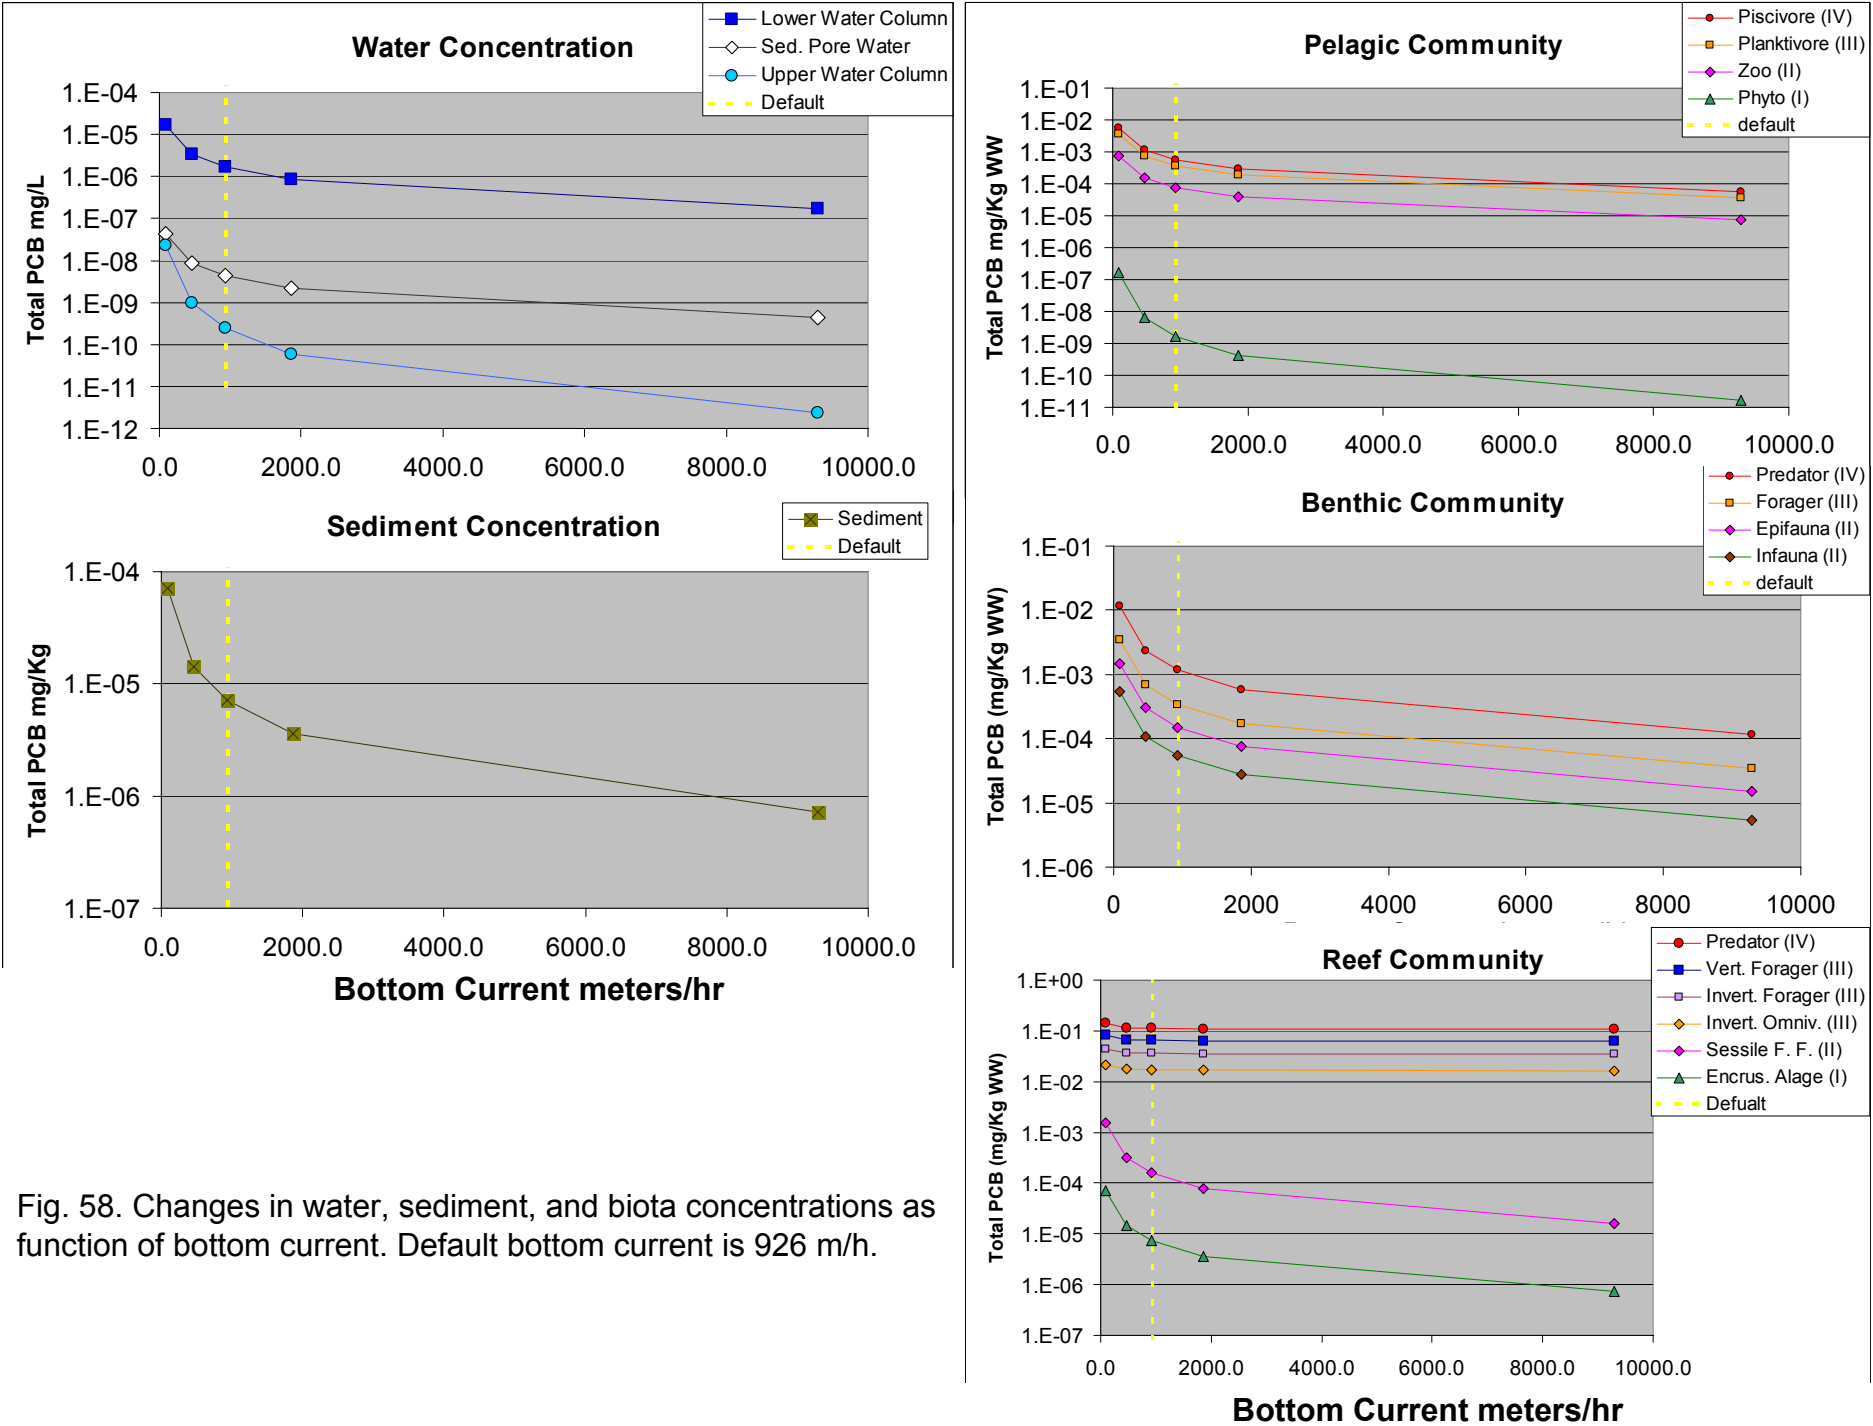 Water Concentration
Lower Water Column
Sed. Pore Water
Upper Water Column
Default
Total PCB mg/L
1.E-04
1.E-05
1.E-06
1.E-07
1.E-08
1.E-09
1.E-10
1.E-11
1.E-12
0.0 2000.0 4000.0 6000.0 8000.0 10000.0
Sediment Concentration
Sediment
Default
Total PCB mg/Kg
1.E-04
1.E-05
1.E-06
1.E-07
0.0 2000.0 4000.0 6000.0 8000.0 10000.0
Bottom Current meters/hr
Fig. 58. Changes in water, sediment, and biota concentrations as
function of bottom current. Default bottom current is 926 m/h.
Pelagic Community
Piscivore (IV)
Planktivore (III)
Zoo (II)
Phyto (I)
default
Total PCB mg/Kg WW
1.E-01
1.E-02
1.E-03
1.E-04
1.E-05
1.E-06
1.E-07
1.E-08
1.E-09
1.E-10
1.E-11
0.0 2000.0 4000.0 6000.0 8000.0 10000.0
Benthic Community
Predator (IV)
Forager (III)
Epifauna (II)
Infauna (II)
default
Total PCB (mg/Kg WW)
1.E-01
1.E-02
1.E-03
1.E-04
1.E-05
1.E-06
0 2000 4000 6000 8000 10000
Reef Community
Predator (IV)
Vert. Forager (III)
Invert. Forager (III)
Invert. Omniv. (III)
Sessile F. F. (II)
Encrus. Alage (I)
Defualt
Total PCB (mg/Kg WW)
1.E+00
1.E-01
1.E-02
1.E-03
1.E-04
1.E-05
1.E-06
1.E-07
0.0 2000.0 4000.0 6000.0 8000.0 10000.0
Bottom Current meters/hr